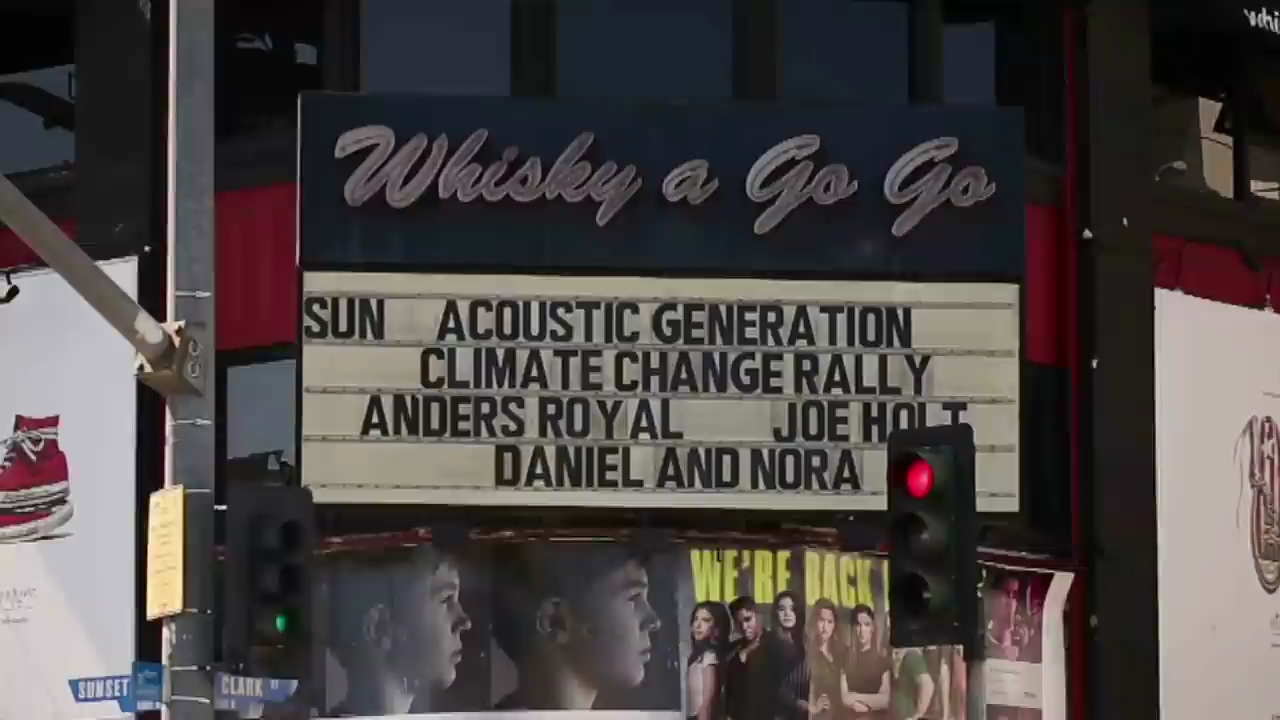 Whisky a Go Go
SUN ACOUSTIC GENERATION
CLIMATE CHANGE RALLY
ANDERS ROYAL JOE HOLT
DANIEL AND NORA
WE'RE BACK
SUNSET
CLARK
whi